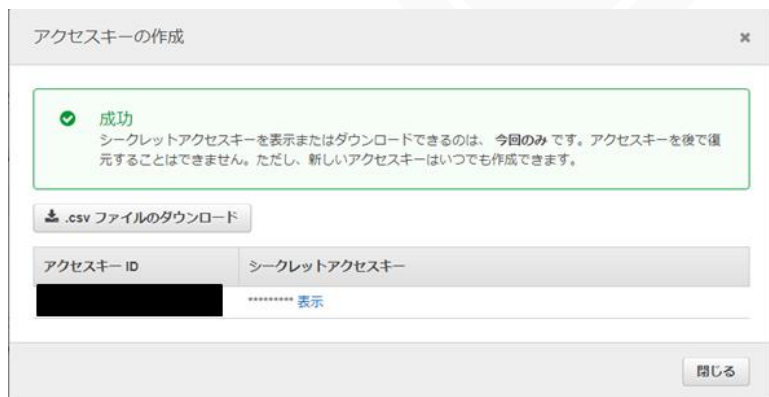 アクセスキーの作成
×
成功
シークレットアクセスキーを表示またはダウンロードできるのは、 今回のみ です。アクセスキーを後で復
元することはできません。ただし、新しいアクセスキーはいつでも作成できます。
.csv ファイルのダウンロード
アクセスキー ID シークレットアクセスキー
********* 表示
閉じる